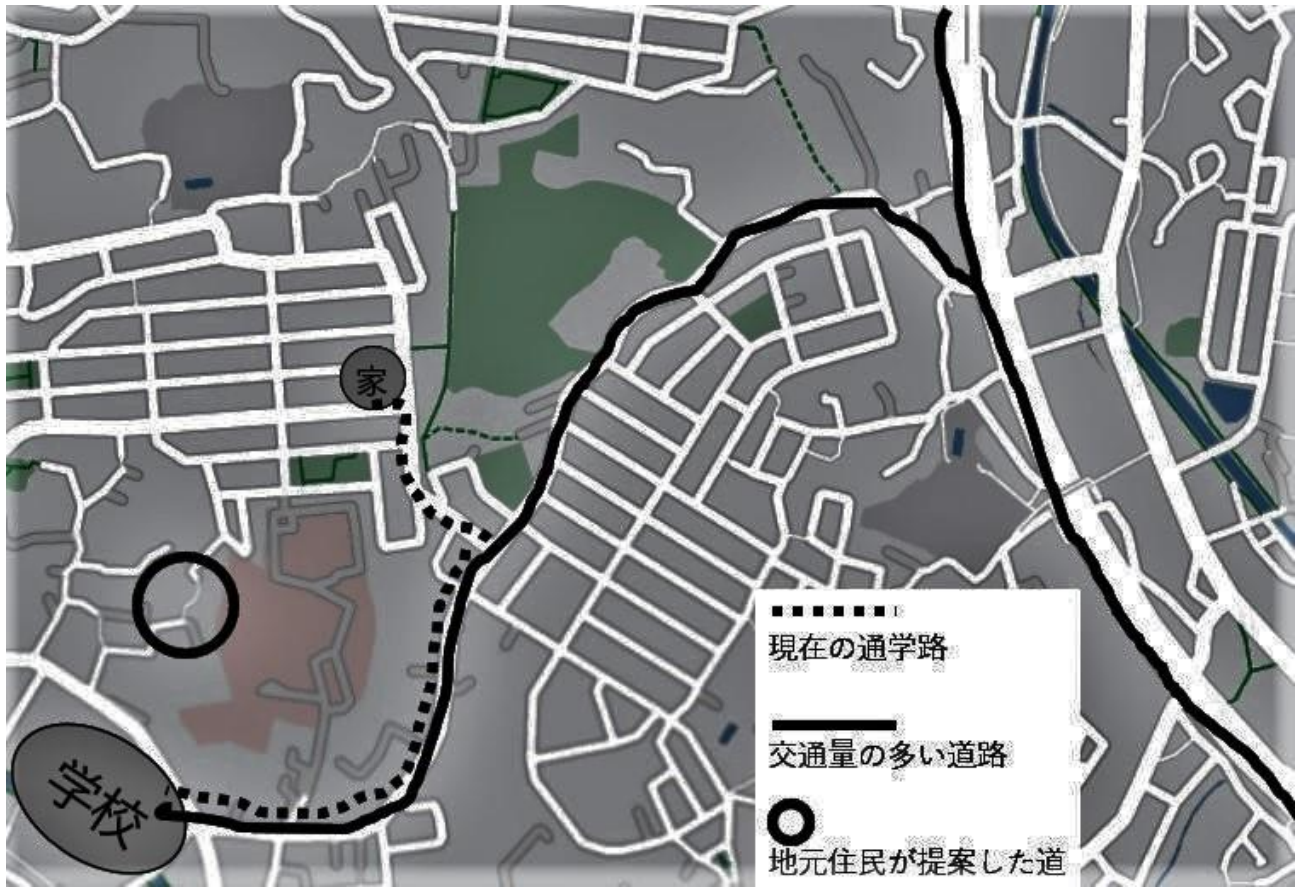 家
学校
現在の通学路
交通量の多い道路
地元住民が提案した道